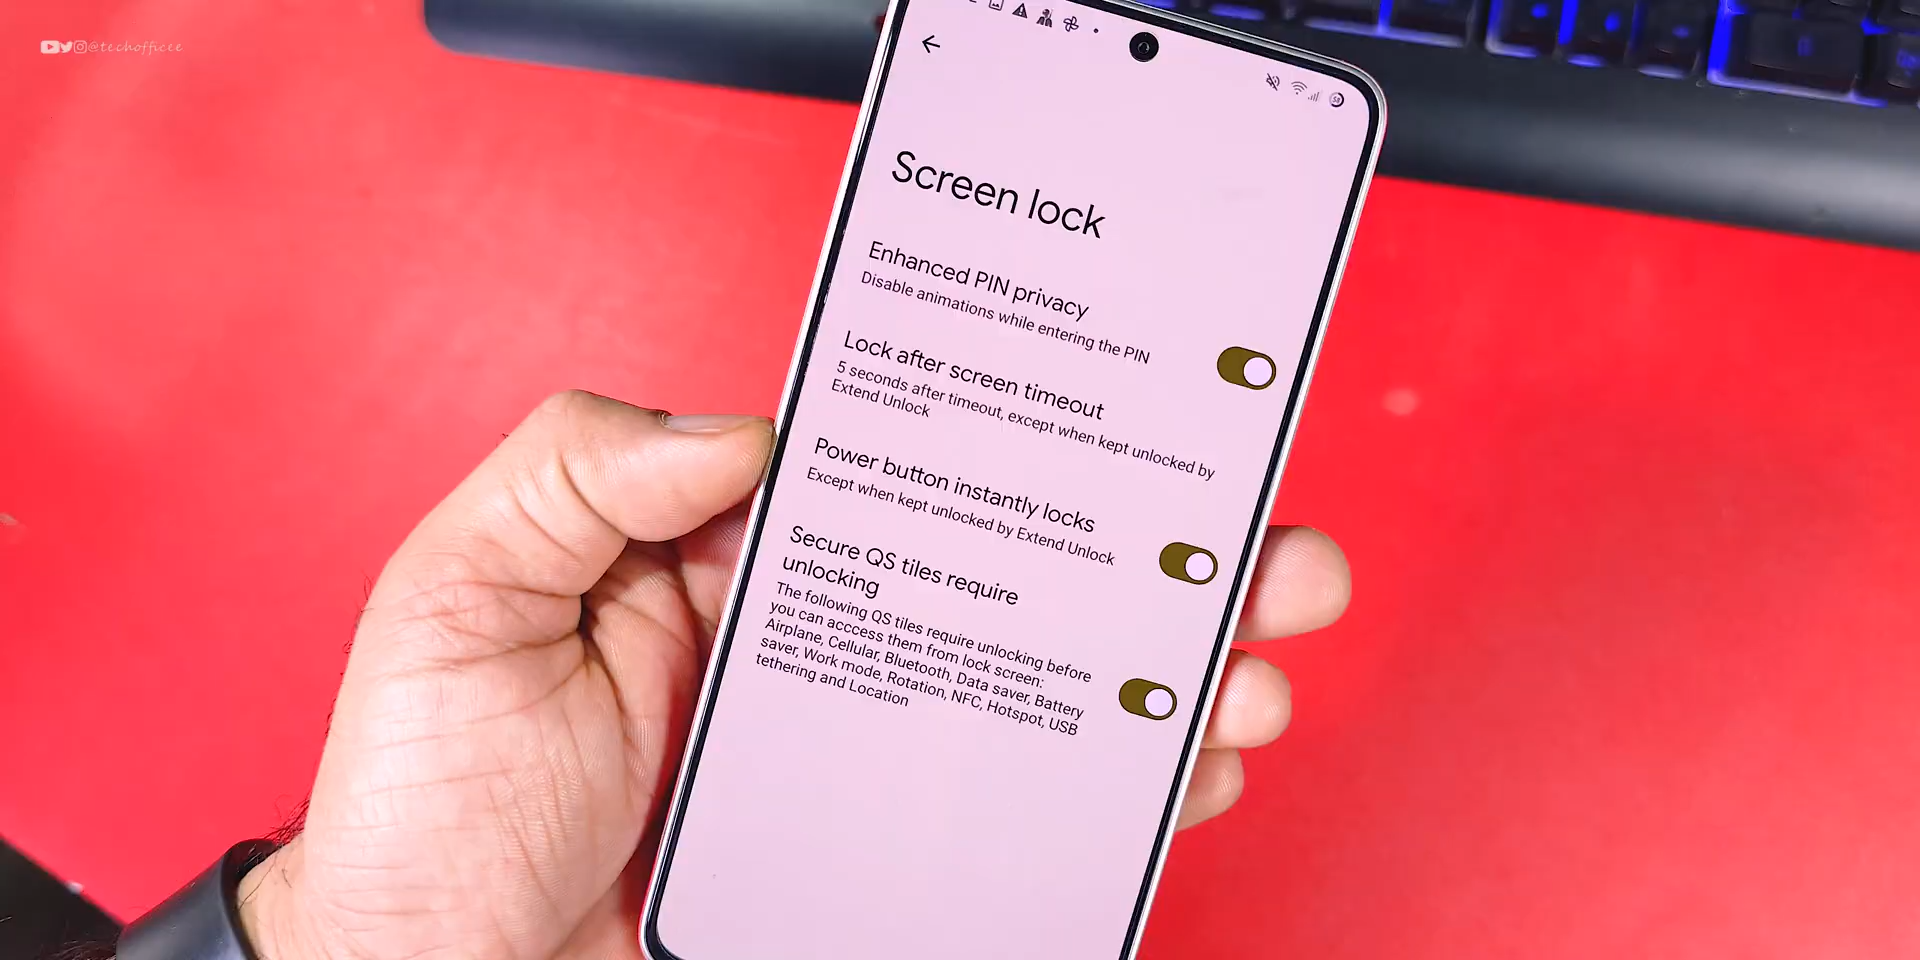 @techofficee
58
Screen lock
Enhanced PIN privacy
Disable animations while entering the PIN
Lock after screen timeout
5 seconds after timeout, except when kept unlocked by
Extend Unlock
Power button instantly locks
Except when kept unlocked by Extend Unlock
Secure QS tiles require
unlocking
The following QS tiles require unlocking before
you can acccess them from lock screen:
Airplane, Cellular, Bluetooth, Data saver, Battery
saver, Work mode, Rotation, NFC, Hotspot, USB
tethering and Location